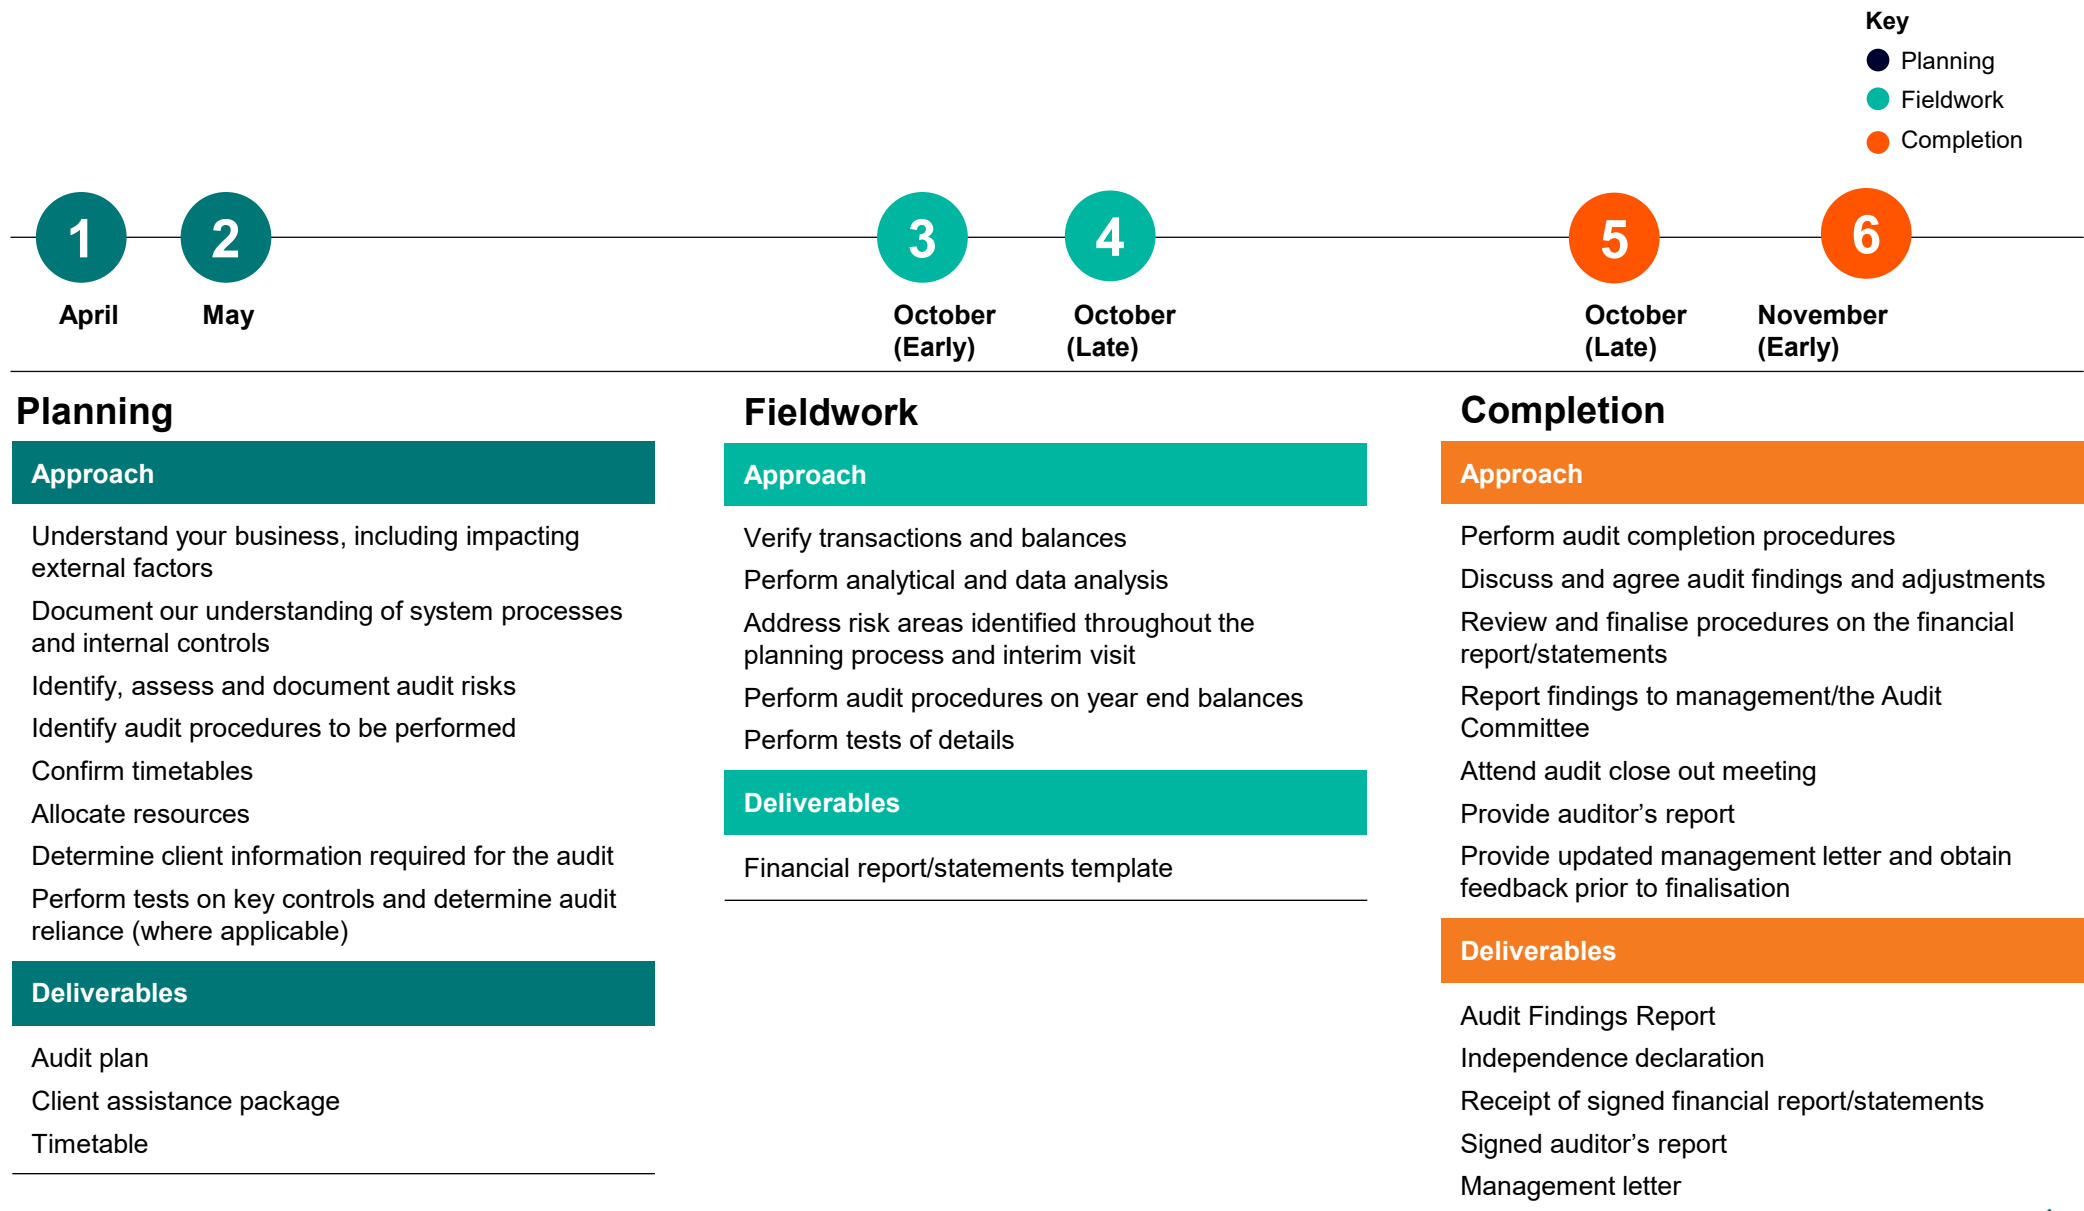 Key
Planning
Fieldwork
Completion
1
2
3
4
5
6
April
May
October
(Early)
October
(Late)
October
(Late)
November
(Early)
Planning
Approach
Understand your business, including impacting
external factors
Document our understanding of system processes
and internal controls
Identify, assess and document audit risks
Identify audit procedures to be performed
Confirm timetables
Allocate resources
Determine client information required for the audit
Perform tests on key controls and determine audit
reliance (where applicable)
Deliverables
Audit plan
Client assistance package
Timetable
Fieldwork
Approach
Verify transactions and balances
Perform analytical and data analysis
Address risk areas identified throughout the
planning process and interim visit
Perform audit procedures on year end balances
Perform tests of details
Deliverables
Financial report/statements template
Completion
Approach
Perform audit completion procedures
Discuss and agree audit findings and adjustments
Review and finalise procedures on the financial
report/statements
Report findings to management/the Audit
Committee
Attend audit close out meeting
Provide auditor’s report
Provide updated management letter and obtain
feedback prior to finalisation
Deliverables
Audit Findings Report
Independence declaration
Receipt of signed financial report/statements
Signed auditor’s report
Management letter